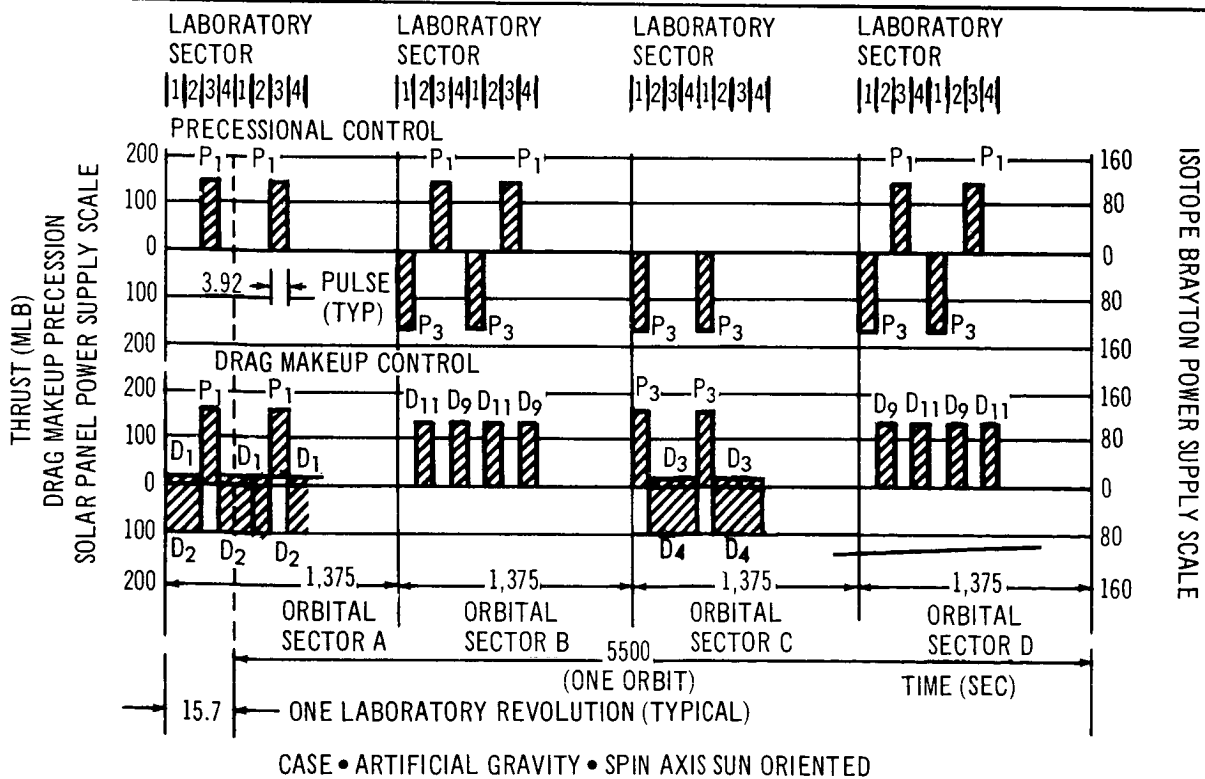 LABORATORY SECTOR
LABORATORY SECTOR
LABORATORY SECTOR
LABORATORY SECTOR
|1|2|3|4|1|2|3|4|
|1|2|3|4|1|2|3|4|
|1|2|3|4|1|2|3|4|
|1|2|3|4|1|2|3|4|
THRUST (MLB)
DRAG MAKEUP PRECESSION
SOLAR PANEL POWER SUPPLY SCALE
PRECESSIONAL CONTROL
200
100
0
100
200
P1 P1
P1 P1
P1 P1
3.92
PULSE
(TYP)
P3 P3
P3 P3
P3 P3
160
80
0
80
160
ISOTOPE BRAYTON POWER SUPPLY SCALE
DRAG MAKEUP CONTROL
200
100
0
100
200
P1 P1
D1 D1 D1
D2 D2 D2
D11 D9 D11 D9
P3 P3
D3 D3
D4 D4
D9 D11 D9 D11
160
80
0
80
160
1,375
1,375
1,375
1,375
ORBITAL
SECTOR A
ORBITAL
SECTOR B
ORBITAL
SECTOR C
ORBITAL
SECTOR D
5500
(ONE ORBIT)
TIME (SEC)
15.7
ONE LABORATORY REVOLUTION (TYPICAL)
CASE • ARTIFICIAL GRAVITY • SPIN AXIS SUN ORIENTED